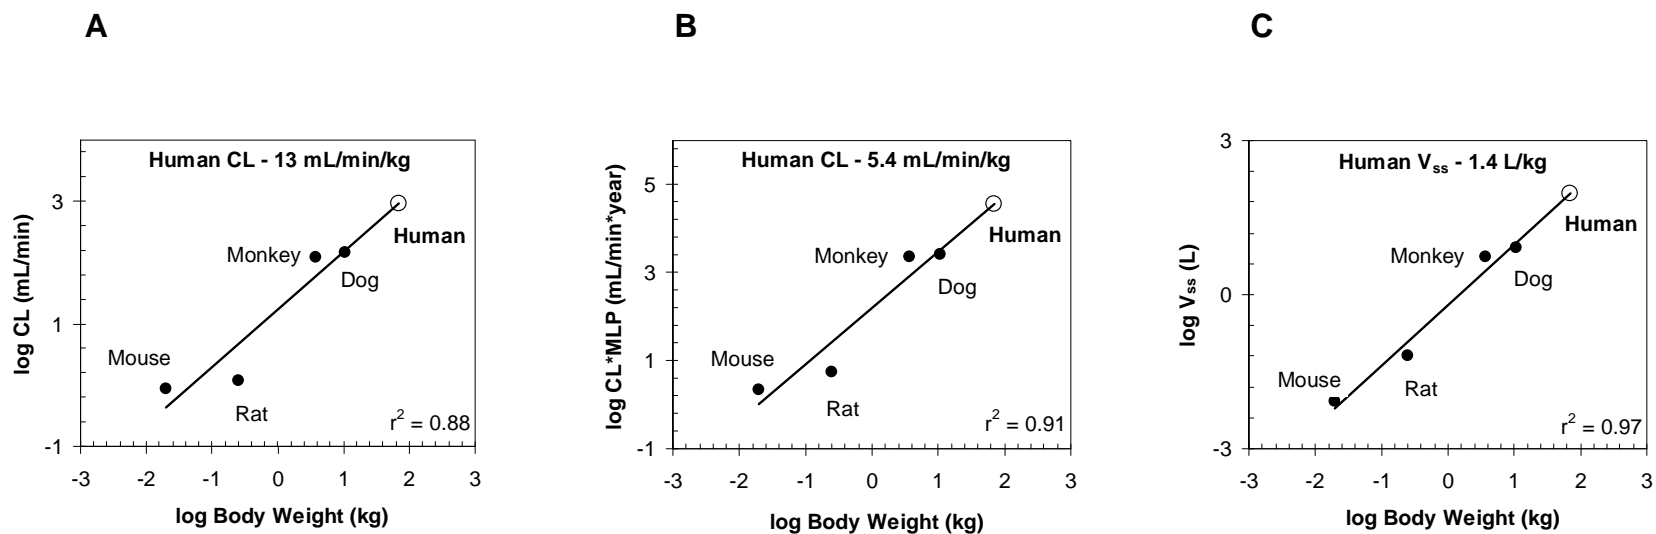 A
B
C
Human CL - 13 mL/min/kg
3
1
-1
log CL (mL/min)
Monkey
Human
Dog
Mouse
Rat
r² = 0.88
-3 -2 -1 0 1 2 3
log Body Weight (kg)
Human CL - 5.4 mL/min/kg
5
3
1
-1
log CL*MLP (mL/min*year)
Monkey
Human
Dog
Mouse
Rat
r² = 0.91
-3 -2 -1 0 1 2 3
log Body Weight (kg)
Human Vss - 1.4 L/kg
3
0
-3
log Vss (L)
Human
Monkey
Dog
Mouse
Rat
r² = 0.97
-3 -2 -1 0 1 2 3
log Body Weight (kg)